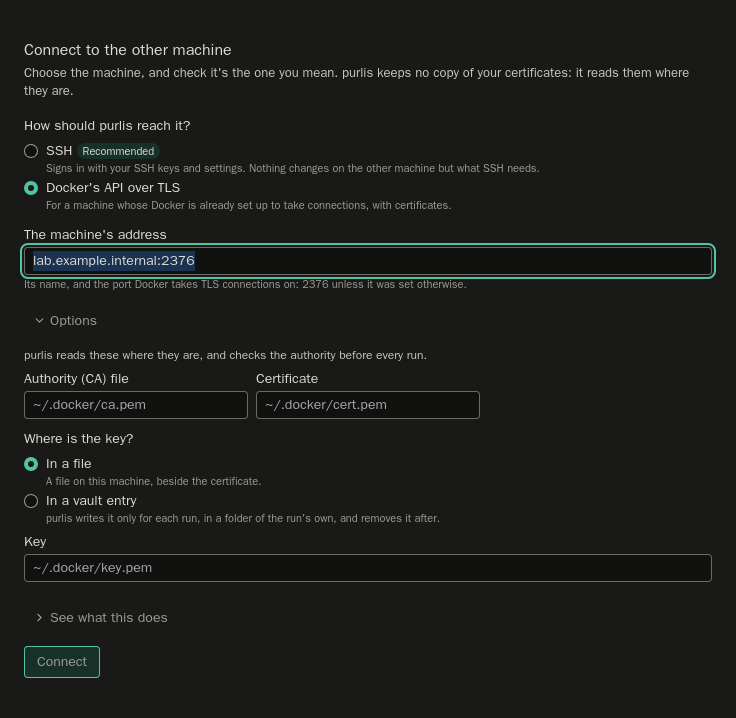 Connect to the other machine
Choose the machine, and check it's the one you mean. purlis keeps no copy of your certificates: it reads them where
they are.
How should purlis reach it?
SSH Recommended
Signs in with your SSH keys and settings. Nothing changes on the other machine but what SSH needs.
Docker's API over TLS
For a machine whose Docker is already set up to take connections, with certificates.
The machine's address
lab.example.internal:2376
Its name, and the port Docker takes TLS connections on: 2376 unless it was set otherwise.
Options
purlis reads these where they are, and checks the authority before every run.
Authority (CA) file Certificate
~/.docker/ca.pem ~/.docker/cert.pem
Where is the key?
In a file
A file on this machine, beside the certificate.
In a vault entry
purlis writes it only for each run, in a folder of the run's own, and removes it after.
Key
~/.docker/key.pem
See what this does
Connect